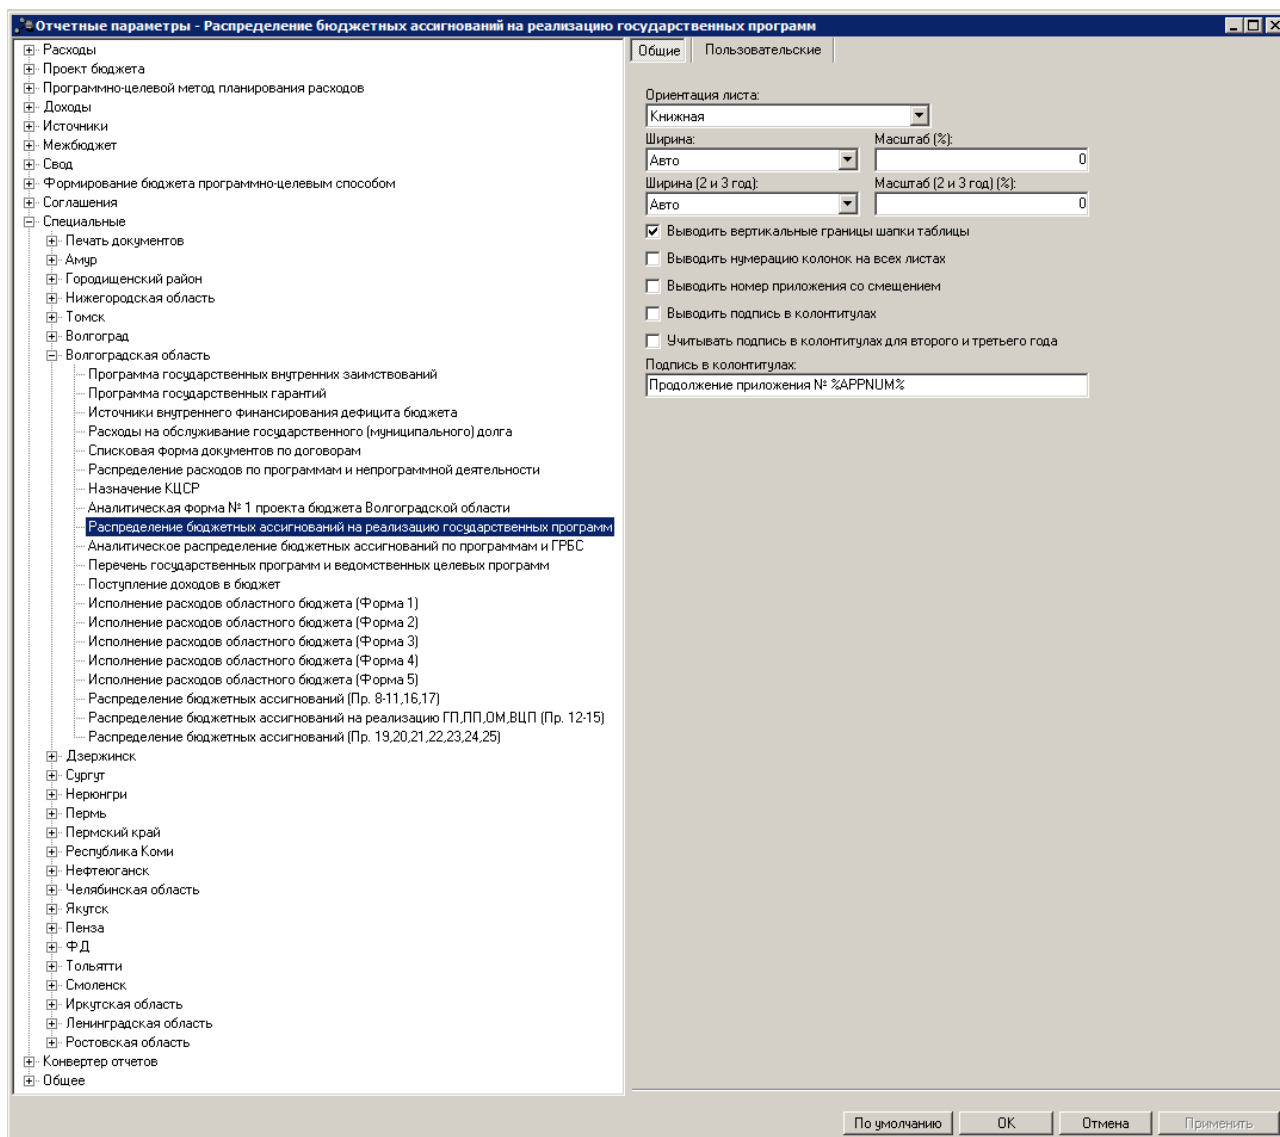 Отчетные параметры - Распределение бюджетных ассигнований на реализацию государственных программ
Расходы
Проект бюджета
Программно-целевой метод планирования расходов
Доходы
Источники
Межбюджет
Свод
Формирование бюджета программно-целевым способом
Соглашения
Специальные
Печать документов
Амур
Городищенский район
Нижегородская область
Томск
Волгоград
Волгоградская область
Программа государственных внутренних заимствований
Программа государственных гарантий
Источники внутреннего финансирования дефицита бюджета
Расходы на обслуживание государственного (муниципального) долга
Списковая форма документов по договорам
Распределение расходов по программам и непрограммной деятельности
Назначение КЦСР
Аналитическая форма № 1 проекта бюджета Волгоградской области
Распределение бюджетных ассигнований на реализацию государственных программ
Аналитическое распределение бюджетных ассигнований по программам и ГРБС
Перечень государственных программ и ведомственных целевых программ
Поступление доходов в бюджет
Исполнение расходов областного бюджета (Форма 1)
Исполнение расходов областного бюджета (Форма 2)
Исполнение расходов областного бюджета (Форма 3)
Исполнение расходов областного бюджета (Форма 4)
Исполнение расходов областного бюджета (Форма 5)
Распределение бюджетных ассигнований (Пр. 8-11,16,17)
Распределение бюджетных ассигнований на реализацию ГП,ПП,ОМ,ВЦП (Пр. 12-15)
Распределение бюджетных ассигнований (Пр. 19,20,21,22,23,24,25)
Дзержинск
Сургут
Нерюнгри
Пермь
Пермский край
Республика Коми
Нефтеюганск
Челябинская область
Якутск
Пенза
ФД
Тольятти
Смоленск
Иркутская область
Ленинградская область
Ростовская область
Конвертер отчетов
Общее
Общие Пользовательские
Ориентация листа:
Книжная
Ширина: Масштаб (%):
Авто 0
Ширина (2 и 3 год): Масштаб (2 и 3 год) (%):
Авто 0
Выводить вертикальные границы шапки таблицы
Выводить нумерацию колонок на всех листах
Выводить номер приложения со смещением
Выводить подпись в колонтитулах
Учитывать подпись в колонтитулах для второго и третьего года
Подпись в колонтитулах:
Продолжение приложения № %APPNUM%
По умолчанию OK Отмена Применить